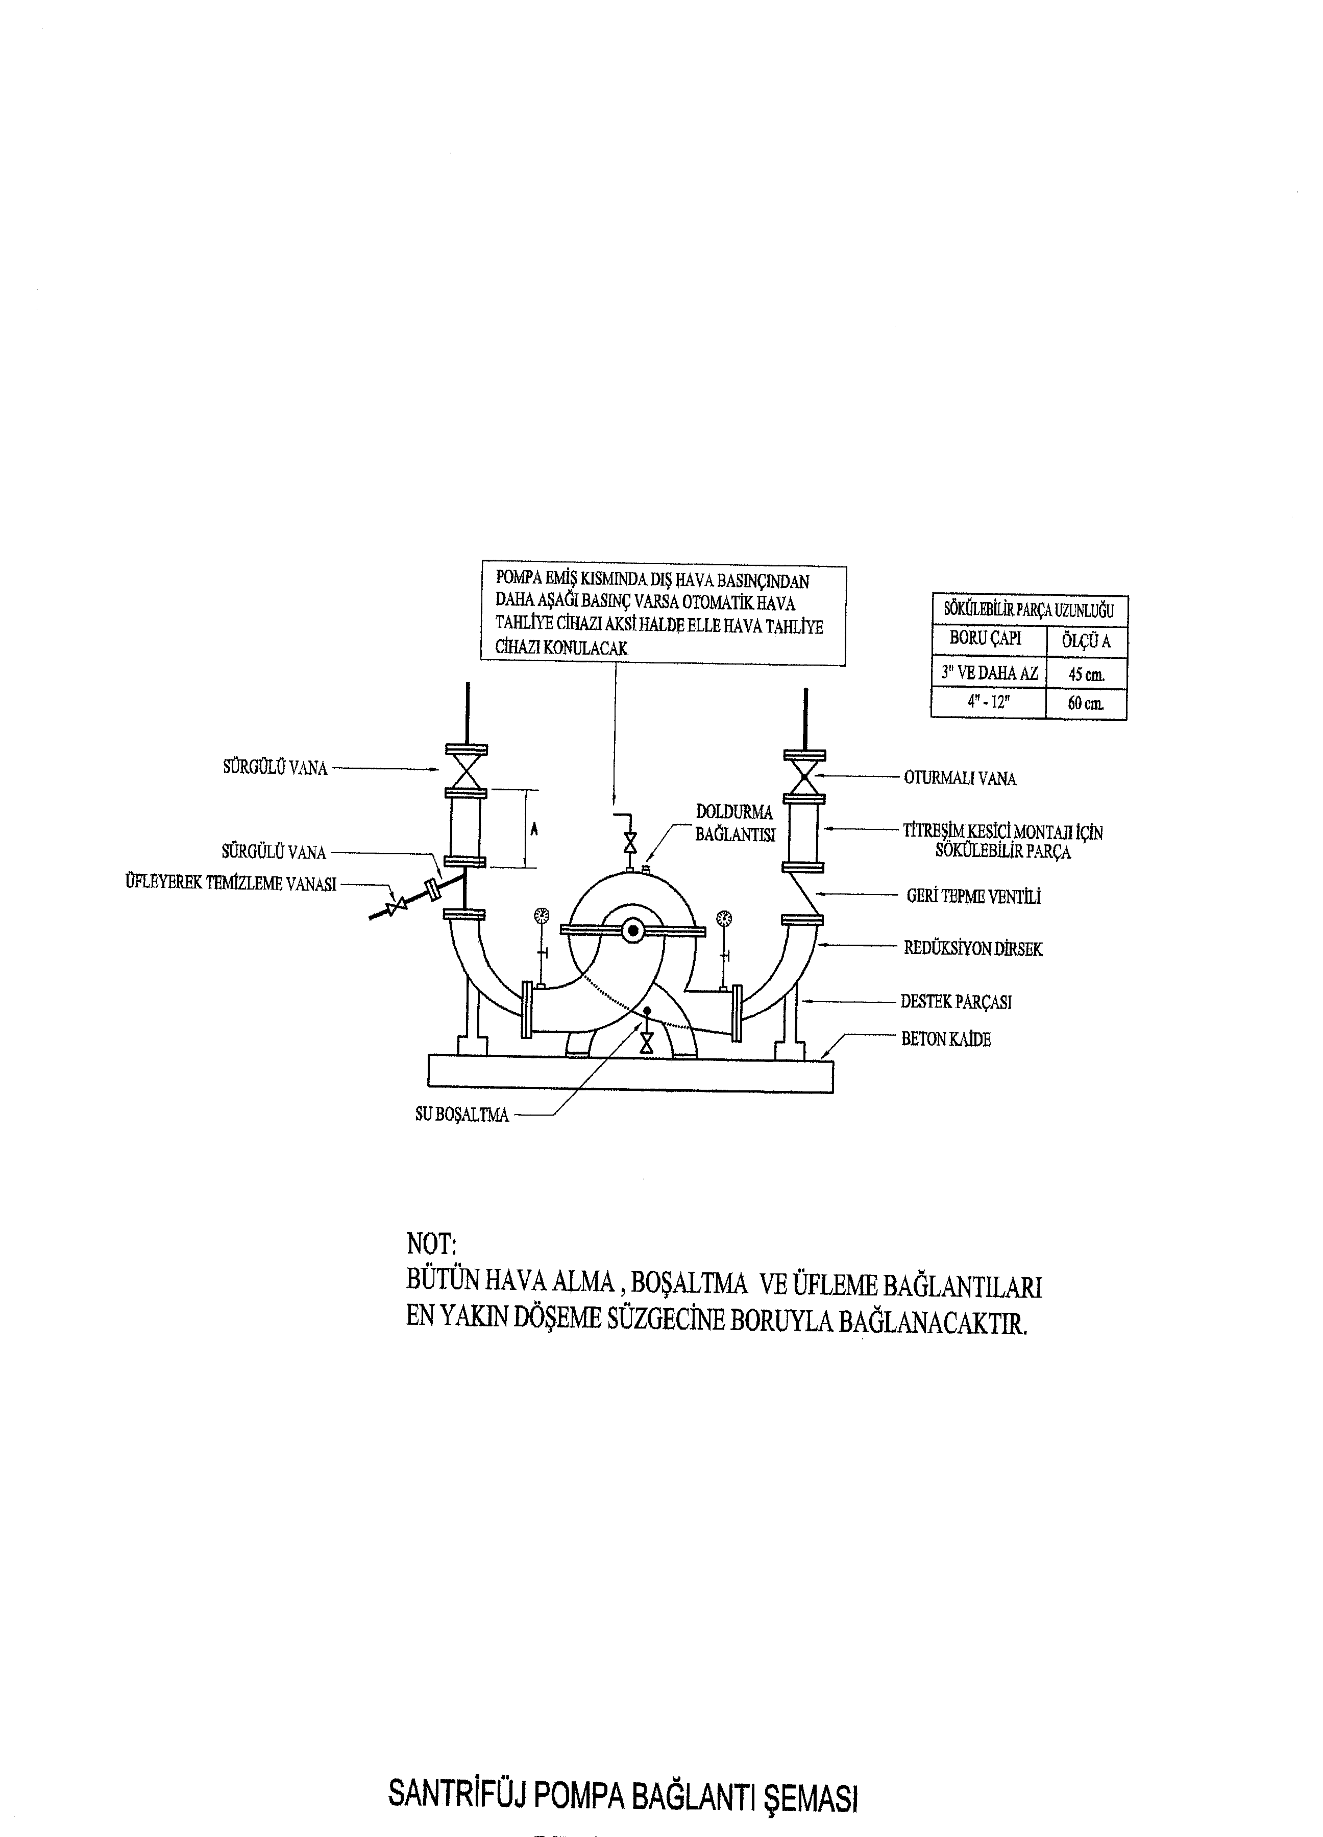 POMPA EMİŞ KISMINDA DIŞ HAVA BASINÇINDAN
DAHA AŞAĞI BASINÇ VARSA OTOMATİK HAVA
TAHLİYE CİHAZI AKSİ HALDE ELLE HAVA TAHLİYE
CİHAZI KONULACAK
SÖKÜLEBİLİR PARÇA UZUNLUĞU
BORU ÇAPI ÖLÇÜ A
3" VE DAHA AZ 45 cm.
4" - 12" 60 cm.
SÜRGÜLÜ VANA
OTURMALI VANA
A
DOLDURMA
BAĞLANTISI
TİTREŞİM KESİCİ MONTAJI İÇİN
SÖKÜLEBİLİR PARÇA
SÜRGÜLÜ VANA
ÜFLEYEREK TEMİZLEME VANASI
GERİ TEPME VENTİLİ
REDÜKSİYON DİRSEK
DESTEK PARÇASI
BETON KAİDE
SU BOŞALTMA
NOT:
BÜTÜN HAVA ALMA , BOŞALTMA VE ÜFLEME BAĞLANTILARI
EN YAKIN DÖŞEME SÜZGECİNE BORUYLA BAĞLANACAKTIR.
SANTRİFÜJ POMPA BAĞLANTI ŞEMASI